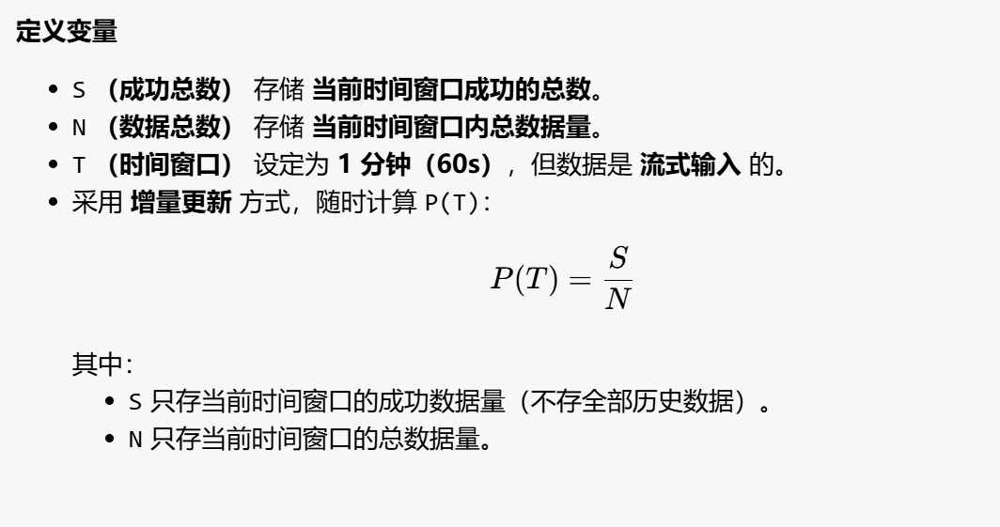 定义变量
• S （成功总数） 存储 当前时间窗口成功的总数。
• N （数据总数） 存储 当前时间窗口内总数据量。
• T （时间窗口） 设定为 1 分钟（60s），但数据是 流式输入 的。
• 采用 增量更新 方式，随时计算 P(T)：
P(T) = S/N
其中：
• S 只存当前时间窗口的成功数据量（不存全部历史数据）。
• N 只存当前时间窗口的总数据量。